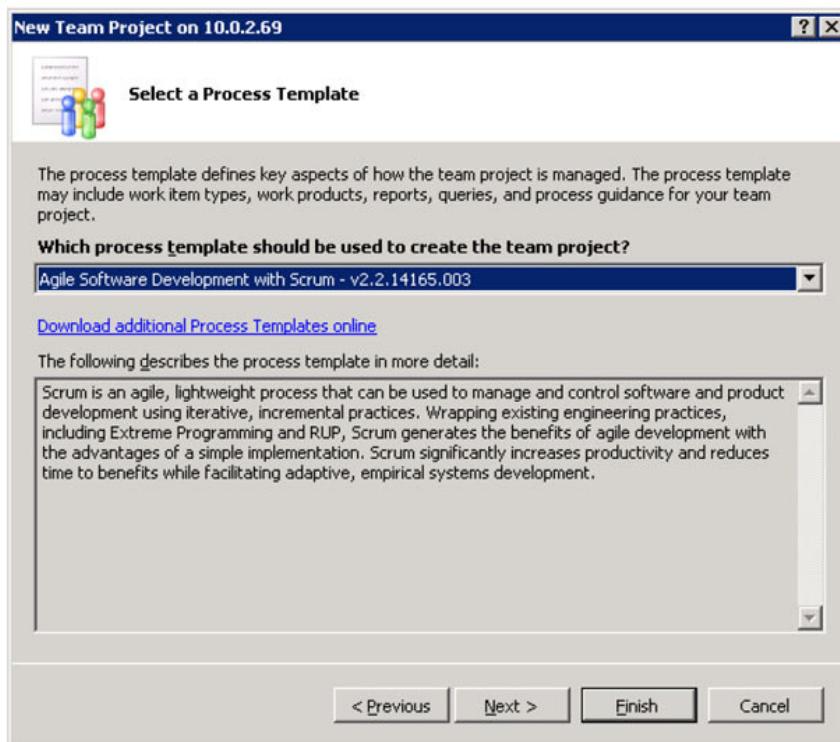 New Team Project on 10.0.2.69
Select a Process Template
The process template defines key aspects of how the team project is managed. The process template
may include work item types, work products, reports, queries, and process guidance for your team
project.
Which process template should be used to create the team project?
Agile Software Development with Scrum - v2.2.14165.003
Download additional Process Templates online
The following describes the process template in more detail:
Scrum is an agile, lightweight process that can be used to manage and control software and product
development using iterative, incremental practices. Wrapping existing engineering practices,
including Extreme Programming and RUP, Scrum generates the benefits of agile development with
the advantages of a simple implementation. Scrum significantly increases productivity and reduces
time to benefits while facilitating adaptive, empirical systems development.
< Previous Next > Finish Cancel